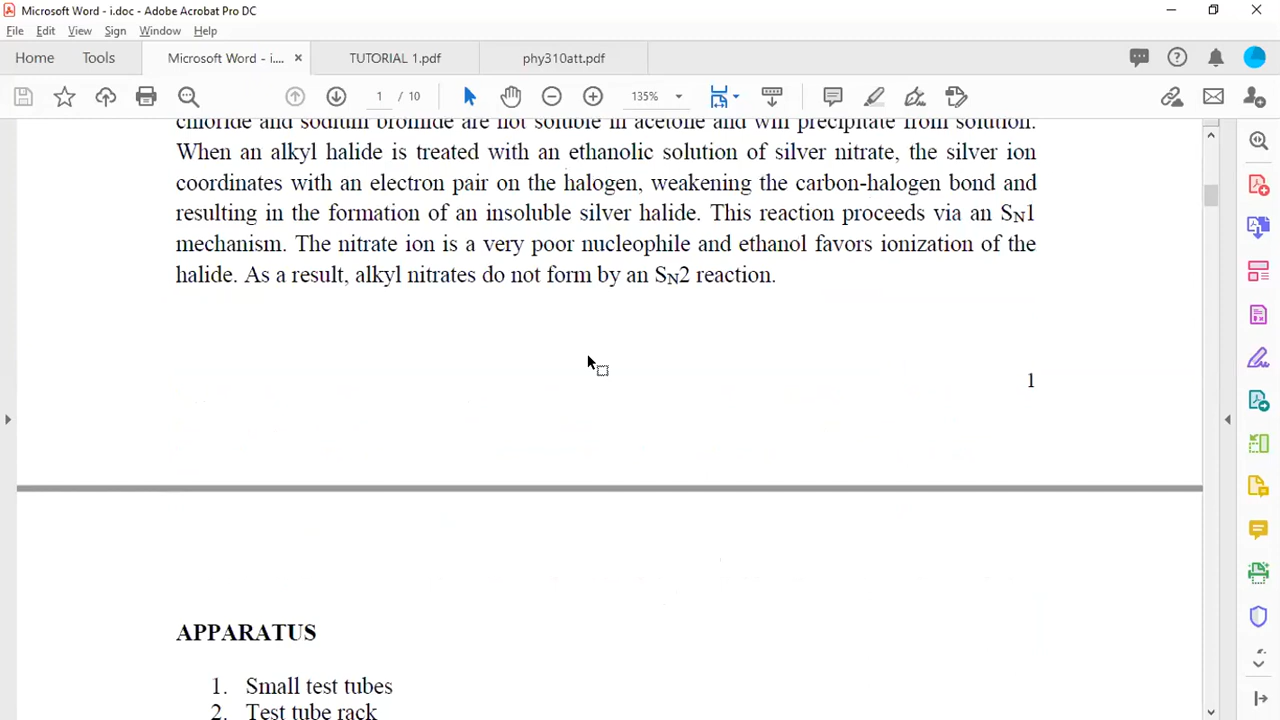 Microsoft Word - i.doc - Adobe Acrobat Pro DC
File Edit View Sign Window Help
Home Tools Microsoft Word - i.... × TUTORIAL 1.pdf phy310att.pdf
1 / 10 135%
chloride and sodium bromide are not soluble in acetone and will precipitate from solution.
When an alkyl halide is treated with an ethanolic solution of silver nitrate, the silver ion
coordinates with an electron pair on the halogen, weakening the carbon-halogen bond and
resulting in the formation of an insoluble silver halide. This reaction proceeds via an SN1
mechanism. The nitrate ion is a very poor nucleophile and ethanol favors ionization of the
halide. As a result, alkyl nitrates do not form by an SN2 reaction.
1
APPARATUS
1. Small test tubes
2. Test tube rack